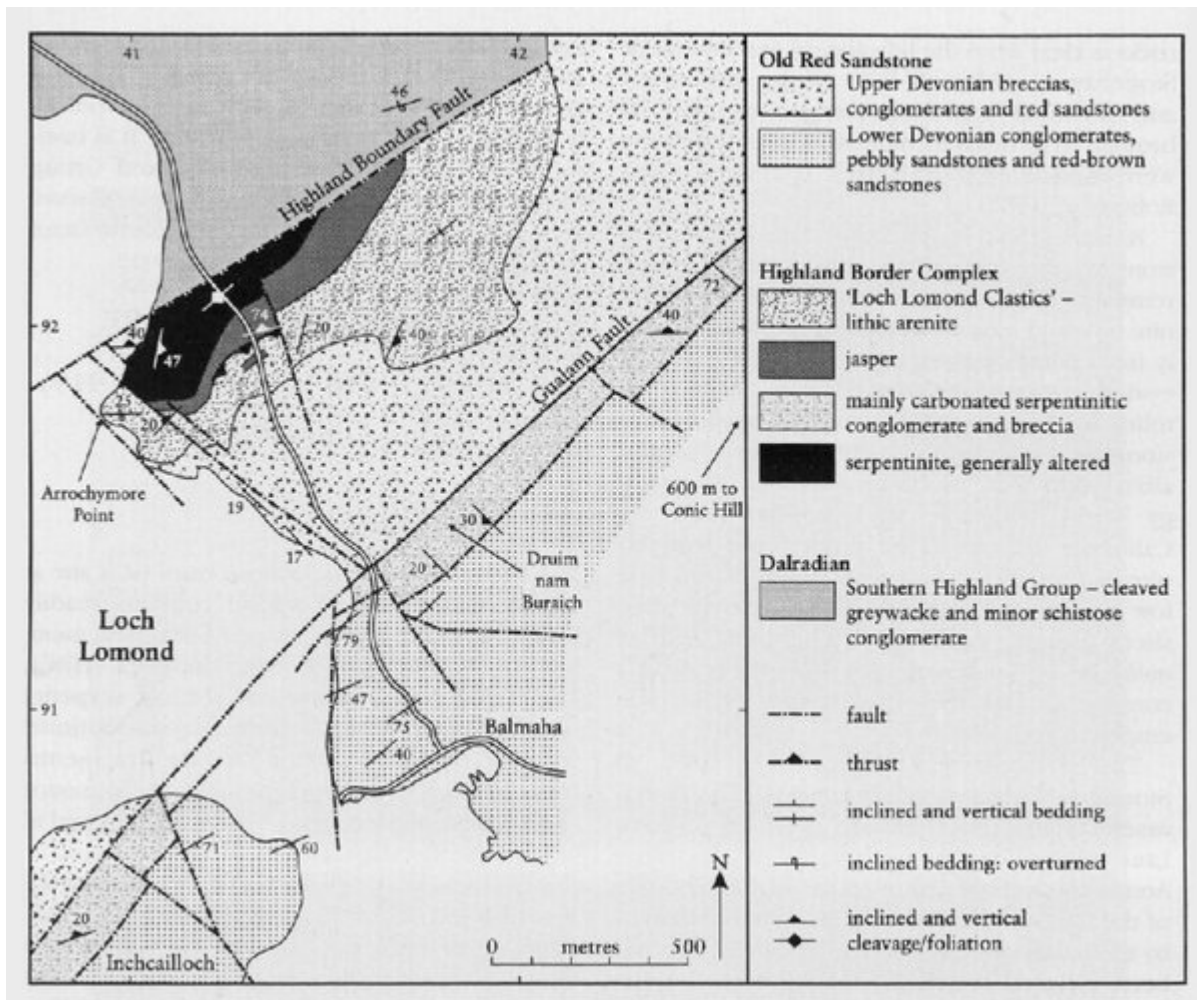 41
42
46
Highland Boundary Fault
92
40
47
74
20
40
25
20
Gualann Fault
72
40
Arrochymore
Point
19
17
30
20
Druim
nam
Buraich
600 m to
Conic Hill
Loch
Lomond
79
47
91
75
40
Balmaha
71
60
20
Inchcailloch
N
0 metres 500
Old Red Sandstone
Upper Devonian breccias,
conglomerates and red sandstones
Lower Devonian conglomerates,
pebbly sandstones and red-brown
sandstones
Highland Border Complex
'Loch Lomond Clastics' –
lithic arenite
jasper
mainly carbonated serpentinitic
conglomerate and breccia
serpentinite, generally altered
Dalradian
Southern Highland Group – cleaved
greywacke and minor schistose
conglomerate
fault
thrust
inclined and vertical bedding
inclined bedding: overturned
inclined and vertical
cleavage/foliation